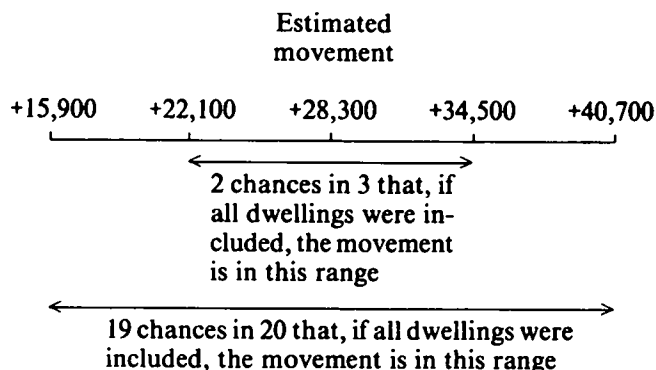 Estimated
movement
+15,900 +22,100 +28,300 +34,500 +40,700
2 chances in 3 that, if
all dwellings were in-
cluded, the movement
is in this range
19 chances in 20 that, if all dwellings were
included, the movement is in this range